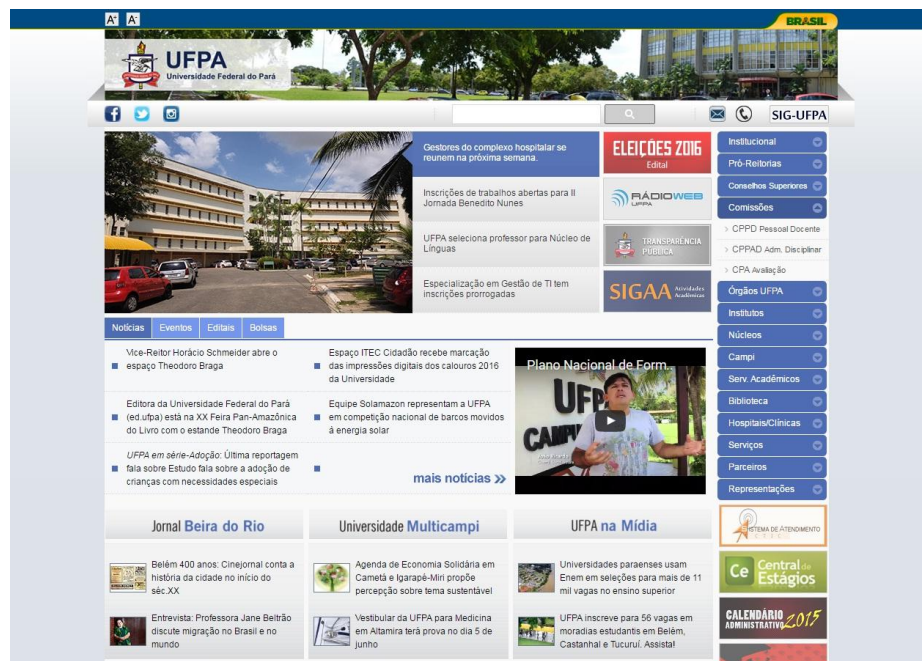 A+ A-
BRASIL
UFPA
Universidade Federal do Pará
SIG-UFPA
Gestores do complexo hospitalar se
reunem na próxima semana.
Inscrições de trabalhos abertas para II
Jornada Benedito Nunes
UFPA seleciona professor para Núcleo de
Línguas
Especialização em Gestão de TI tem
inscrições prorrogadas
ELEIÇÕES 2016
Edital
RÁDIOWEB
UFPA
TRANSPARÊNCIA
PÚBLICA
SIGAA Atividades
Acadêmicas
Institucional
Pró-Reitorias
Conselhos Superiores
Comissões
CPPD Pessoal Docente
CPPAD Adm. Disciplinar
CPA Avaliação
Órgãos UFPA
Institutos
Núcleos
Campi
Serv. Acadêmicos
Biblioteca
Hospitais/Clínicas
Serviços
Parceiros
Representações
Notícias Eventos Editais Bolsas
Vice-Reitor Horácio Schmeider abre o
espaço Theodoro Braga
Editora da Universidade Federal do Pará
(ed.ufpa) está na XX Feira Pan-Amazônica
do Livro com o estande Theodoro Braga
UFPA em série-Adoção: Última reportagem
fala sobre Estudo fala sobre a adoção de
crianças com necessidades especiais
Espaço ITEC Cidadão recebe marcação
das impressões digitais dos calouros 2016
da Universidade
Equipe Solamazon representam a UFPA
em competição nacional de barcos movidos
á energia solar
mais notícias »
Plano Nacional de Form...
UFP
CAMPU
Jornal Beira do Rio
Belém 400 anos: Cinejornal conta a
história da cidade no início do
séc.XX
Entrevista: Professora Jane Beltrão
discute migração no Brasil e no
mundo
Universidade Multicampi
Agenda de Economia Solidária em
Cametá e Igarapé-Miri propõe
percepção sobre tema sustentável
Vestibular da UFPA para Medicina
em Altamira terá prova no dia 5 de
junho
UFPA na Mídia
Universidades paraenses usam
Enem em seleções para mais de 11
mil vagas no ensino superior
UFPA inscreve para 56 vagas em
moradias estudantis em Belém,
Castanhal e Tucuruí. Assista!
SISTEMA DE ATENDIMENTO
Ce Central de
Estágios
CALENDÁRIO
ADMINISTRATIVO 2015